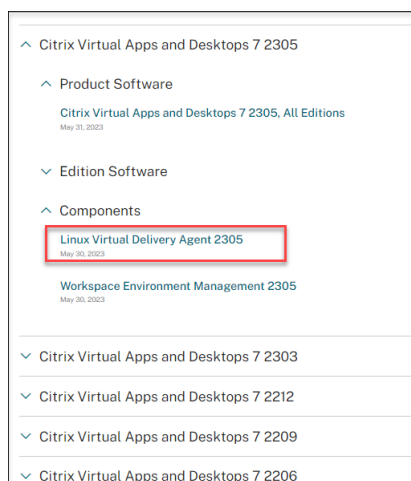 Citrix Virtual Apps and Desktops 7 2305
Product Software
Citrix Virtual Apps and Desktops 7 2305, All Editions
May 31, 2023
Edition Software
Components
Linux Virtual Delivery Agent 2305
May 30, 2023
Workspace Environment Management 2305
May 30, 2023
Citrix Virtual Apps and Desktops 7 2303
Citrix Virtual Apps and Desktops 7 2212
Citrix Virtual Apps and Desktops 7 2209
Citrix Virtual Apps and Desktops 7 2206